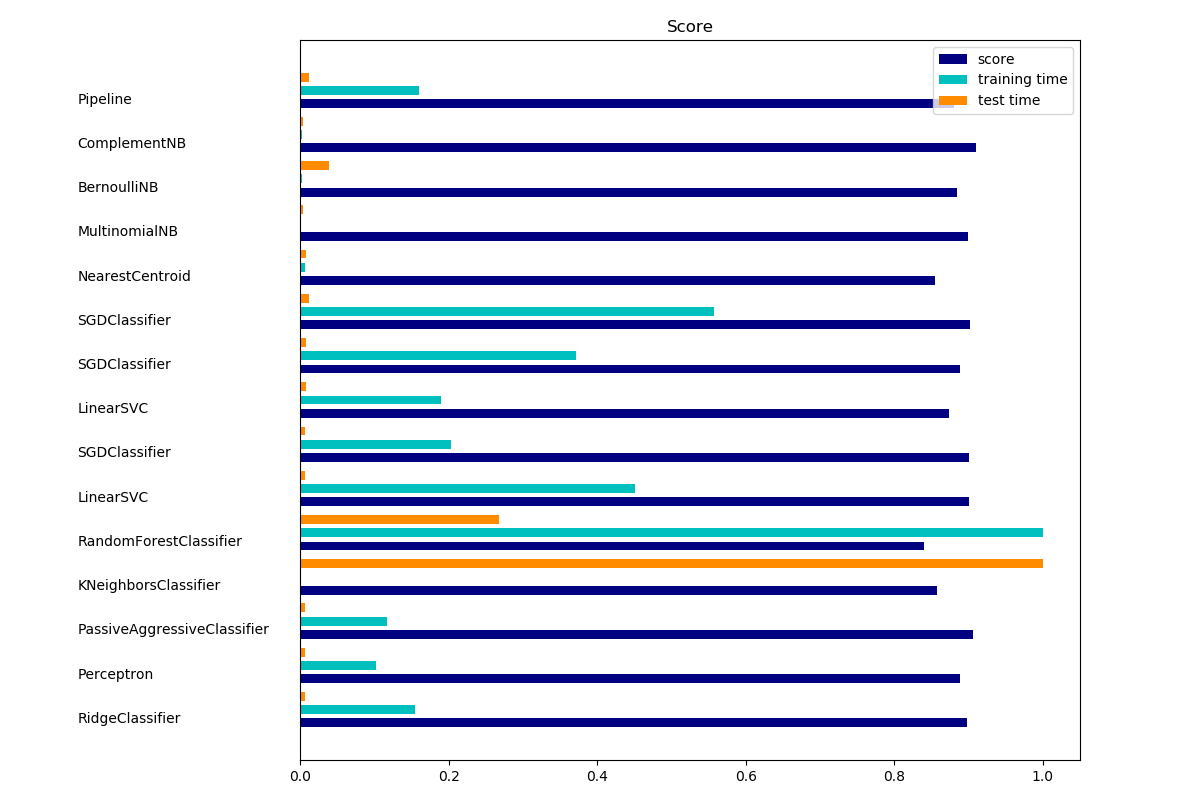 Score
score
training time
test time
Pipeline
ComplementNB
BernoulliNB
MultinomialNB
NearestCentroid
SGDClassifier
SGDClassifier
LinearSVC
SGDClassifier
LinearSVC
RandomForestClassifier
KNeighborsClassifier
PassiveAggressiveClassifier
Perceptron
RidgeClassifier
0.0 0.2 0.4 0.6 0.8 1.0